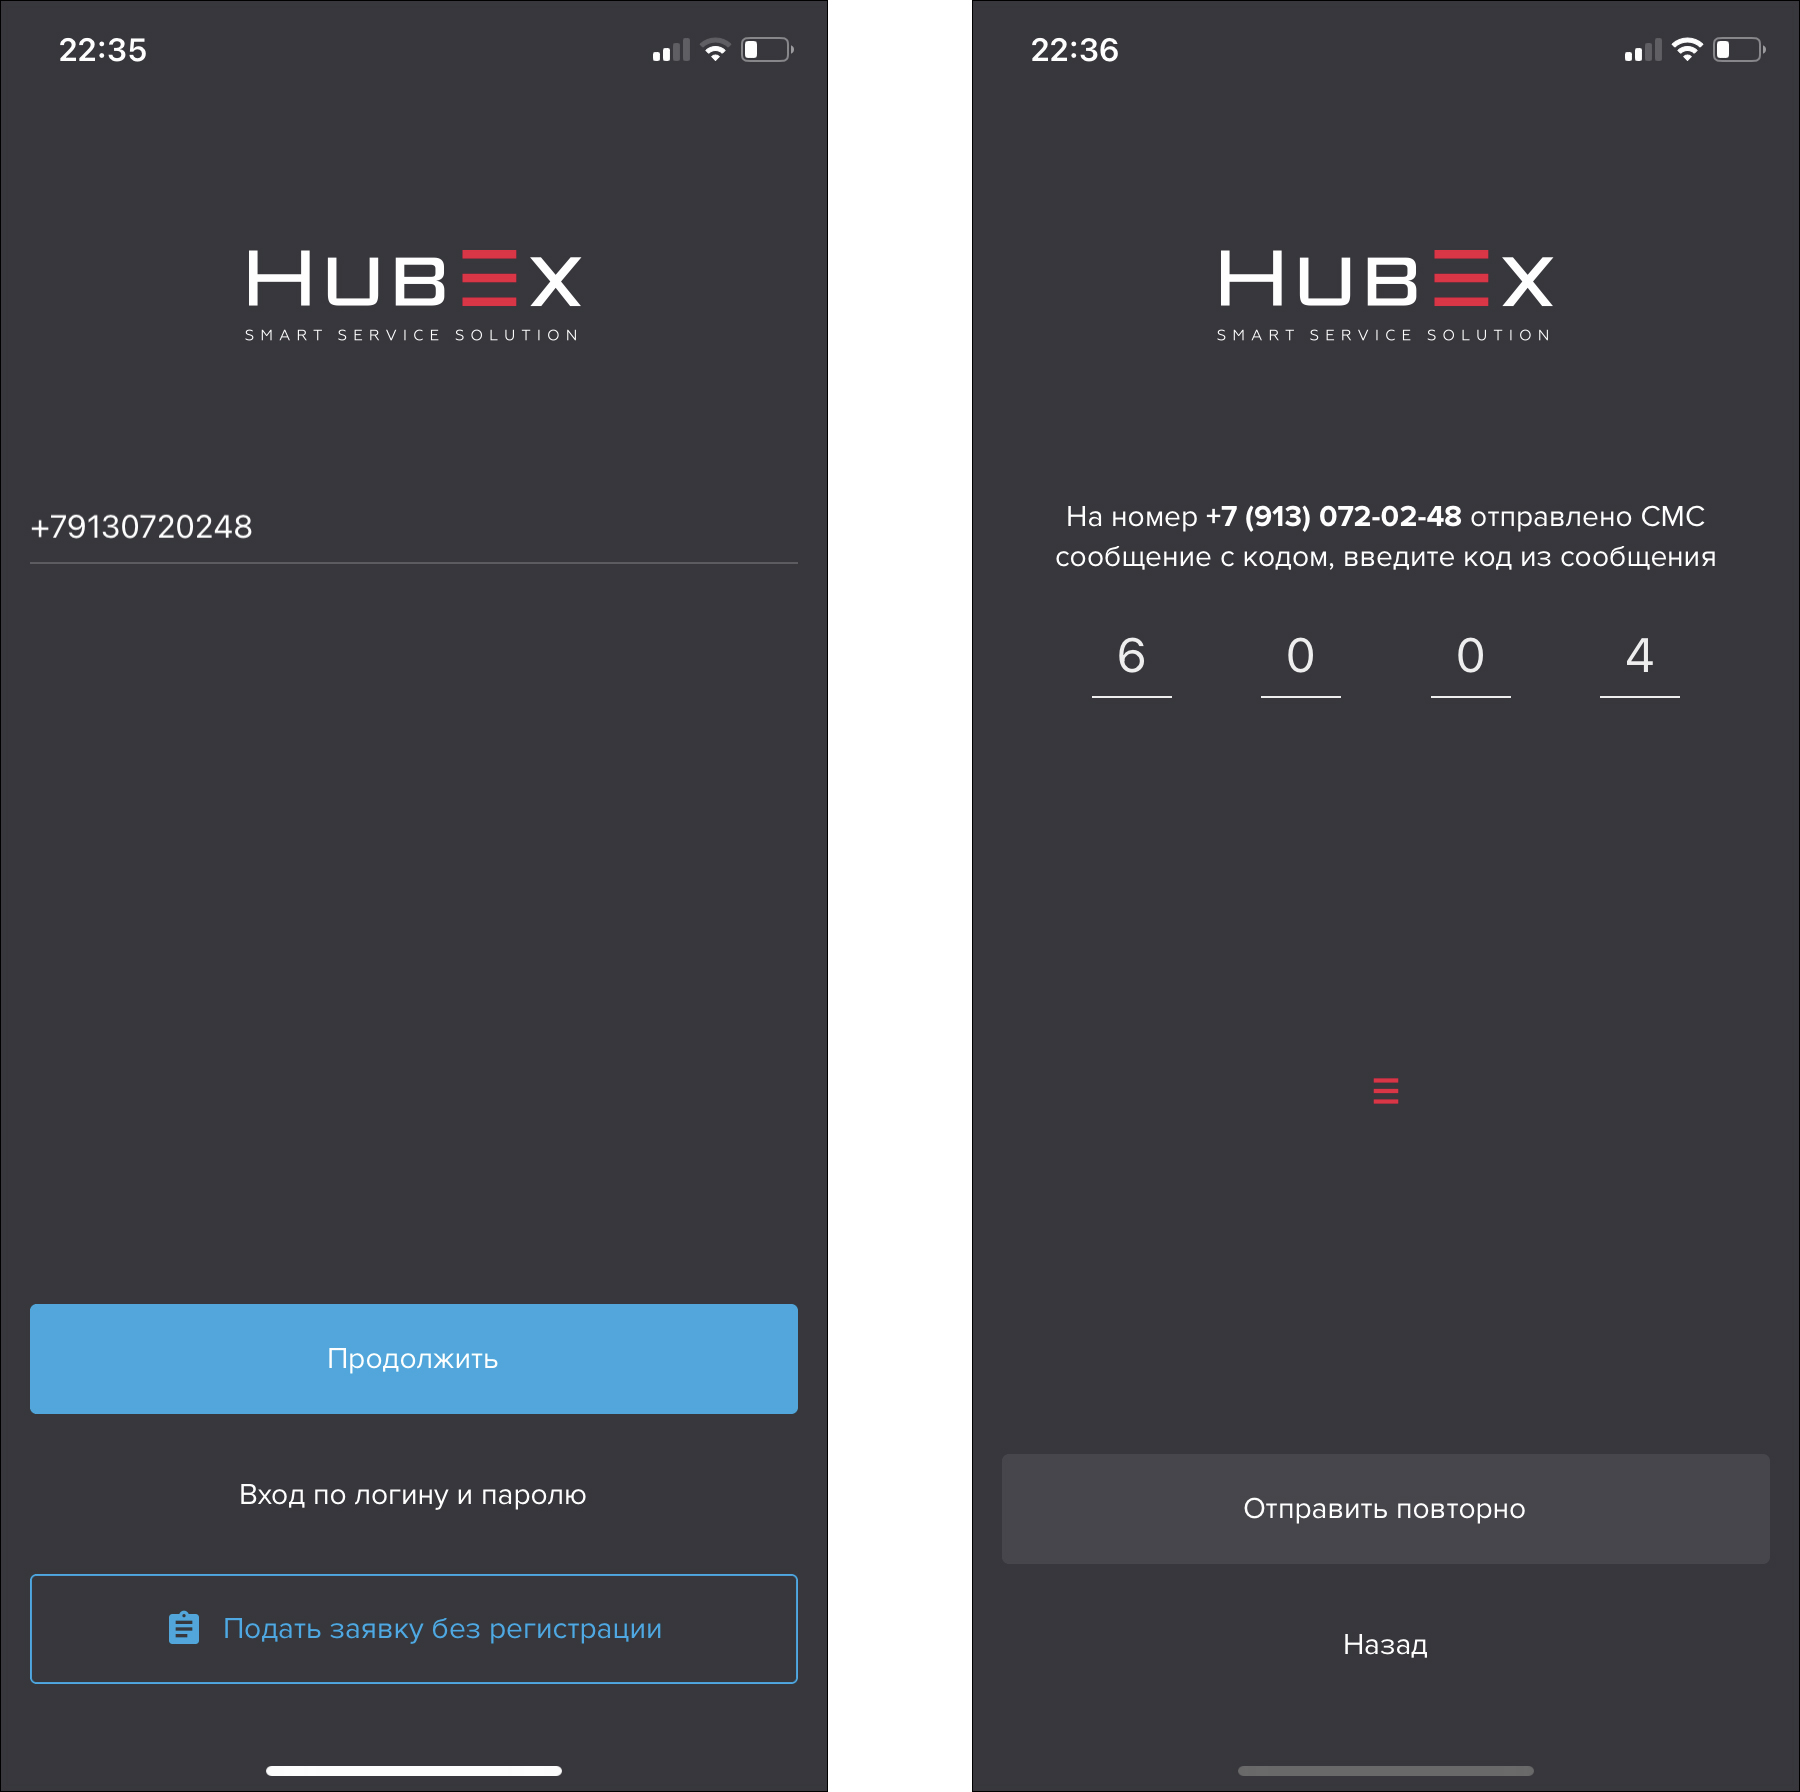 22:35
HUBEX
SMART SERVICE SOLUTION
+79130720248
Продолжить
Вход по логину и паролю
Подать заявку без регистрации
22:36
HUBEX
SMART SERVICE SOLUTION
На номер +7 (913) 072-02-48 отправлено СМС
сообщение с кодом, введите код из сообщения
6 0 0 4
Отправить повторно
Назад